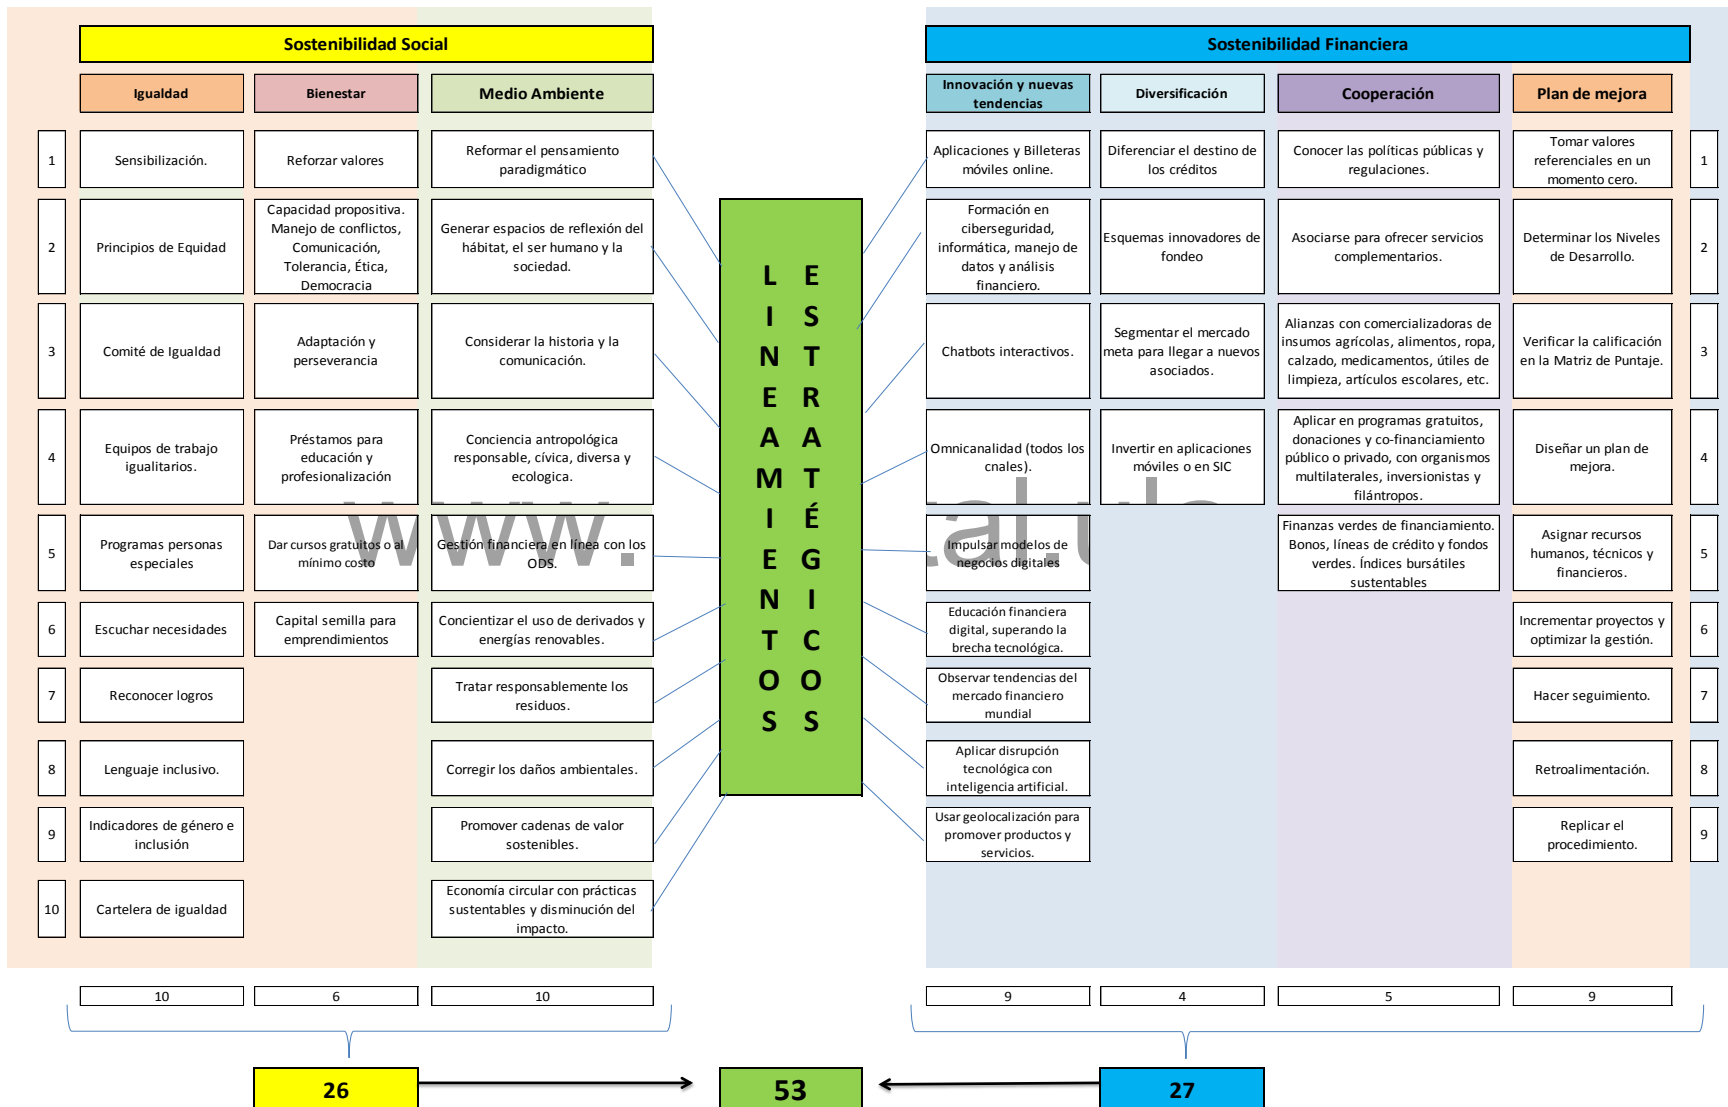 Sostenibilidad Social
Sostenibilidad Financiera
Igualdad
Bienestar
Medio Ambiente
Innovación y nuevas
tendencias
Diversificación
Cooperación
Plan de mejora
1
Sensibilización.
Reforzar valores
Reformar el pensamiento
paradigmático
Aplicaciones y Billeteras
móviles online.
Diferenciar el destino de
los créditos
Conocer las políticas públicas y
regulaciones.
Tomar valores
referenciales en un
momento cero.
1
2
Principios de Equidad
Capacidad propositiva.
Manejo de conflictos,
Comunicación,
Tolerancia, Ética,
Democracia
Generar espacios de reflexión del
hábitat, el ser humano y la
sociedad.
Formación en
ciberseguridad,
informática, manejo de
datos y análisis
financiero.
Esquemas innovadores de
fondeo
Asociarse para ofrecer servicios
complementarios.
Determinar los Niveles
de Desarrollo.
2
3
Comité de Igualdad
Adaptación y
perseverancia
Considerar la historia y la
comunicación.
Chatbots interactivos.
Segmentar el mercado
meta para llegar a nuevos
asociados.
Alianzas con comercializadoras de
insumos agrícolas, alimentos, ropa,
calzado, medicamentos, útiles de
limpieza, artículos escolares, etc.
Verificar la calificación
en la Matriz de Puntaje.
3
4
Equipos de trabajo
igualitarios.
Préstamos para
educación y
profesionalización
Conciencia antropológica
responsable, cívica, diversa y
ecologica.
Omnicanalidad (todos los
cnales).
Invertir en aplicaciones
móviles o en SIC
Aplicar en programas gratuitos,
donaciones y co-financiamiento
público o privado, con organismos
multilaterales, inversionistas y
filántropos.
Diseñar un plan de
mejora.
4
5
Programas personas
especiales
Dar cursos gratuitos o al
mínimo costo
Gestión financiera en línea con los
ODS.
Impulsar modelos de
negocios digitales
Finanzas verdes de financiamiento.
Bonos, líneas de crédito y fondos
verdes. Índices bursátiles
sustentables
Asignar recursos
humanos, técnicos y
financieros.
5
6
Escuchar necesidades
Capital semilla para
emprendimientos
Concientizar el uso de derivados y
energías renovables.
Educación financiera
digital, superando la
brecha tecnológica.
Incrementar proyectos y
optimizar la gestión.
6
7
Reconocer logros
Tratar responsablemente los
residuos.
Observar tendencias del
mercado financiero
mundial
Hacer seguimiento.
7
8
Lenguaje inclusivo.
Corregir los daños ambientales.
Aplicar disrupción
tecnológica con
inteligencia artificial.
Retroalimentación.
8
9
Indicadores de género e
inclusión
Promover cadenas de valor
sostenibles.
Usar geolocalización para
promover productos y
servicios.
Replicar el
procedimiento.
9
10
Cartelera de igualdad
Economía circular con prácticas
sustentables y disminución del
impacto.
LINEAMIENTOS
ESTRATÉGICOS
www.
10
6
10
9
4
5
9
26
53
27